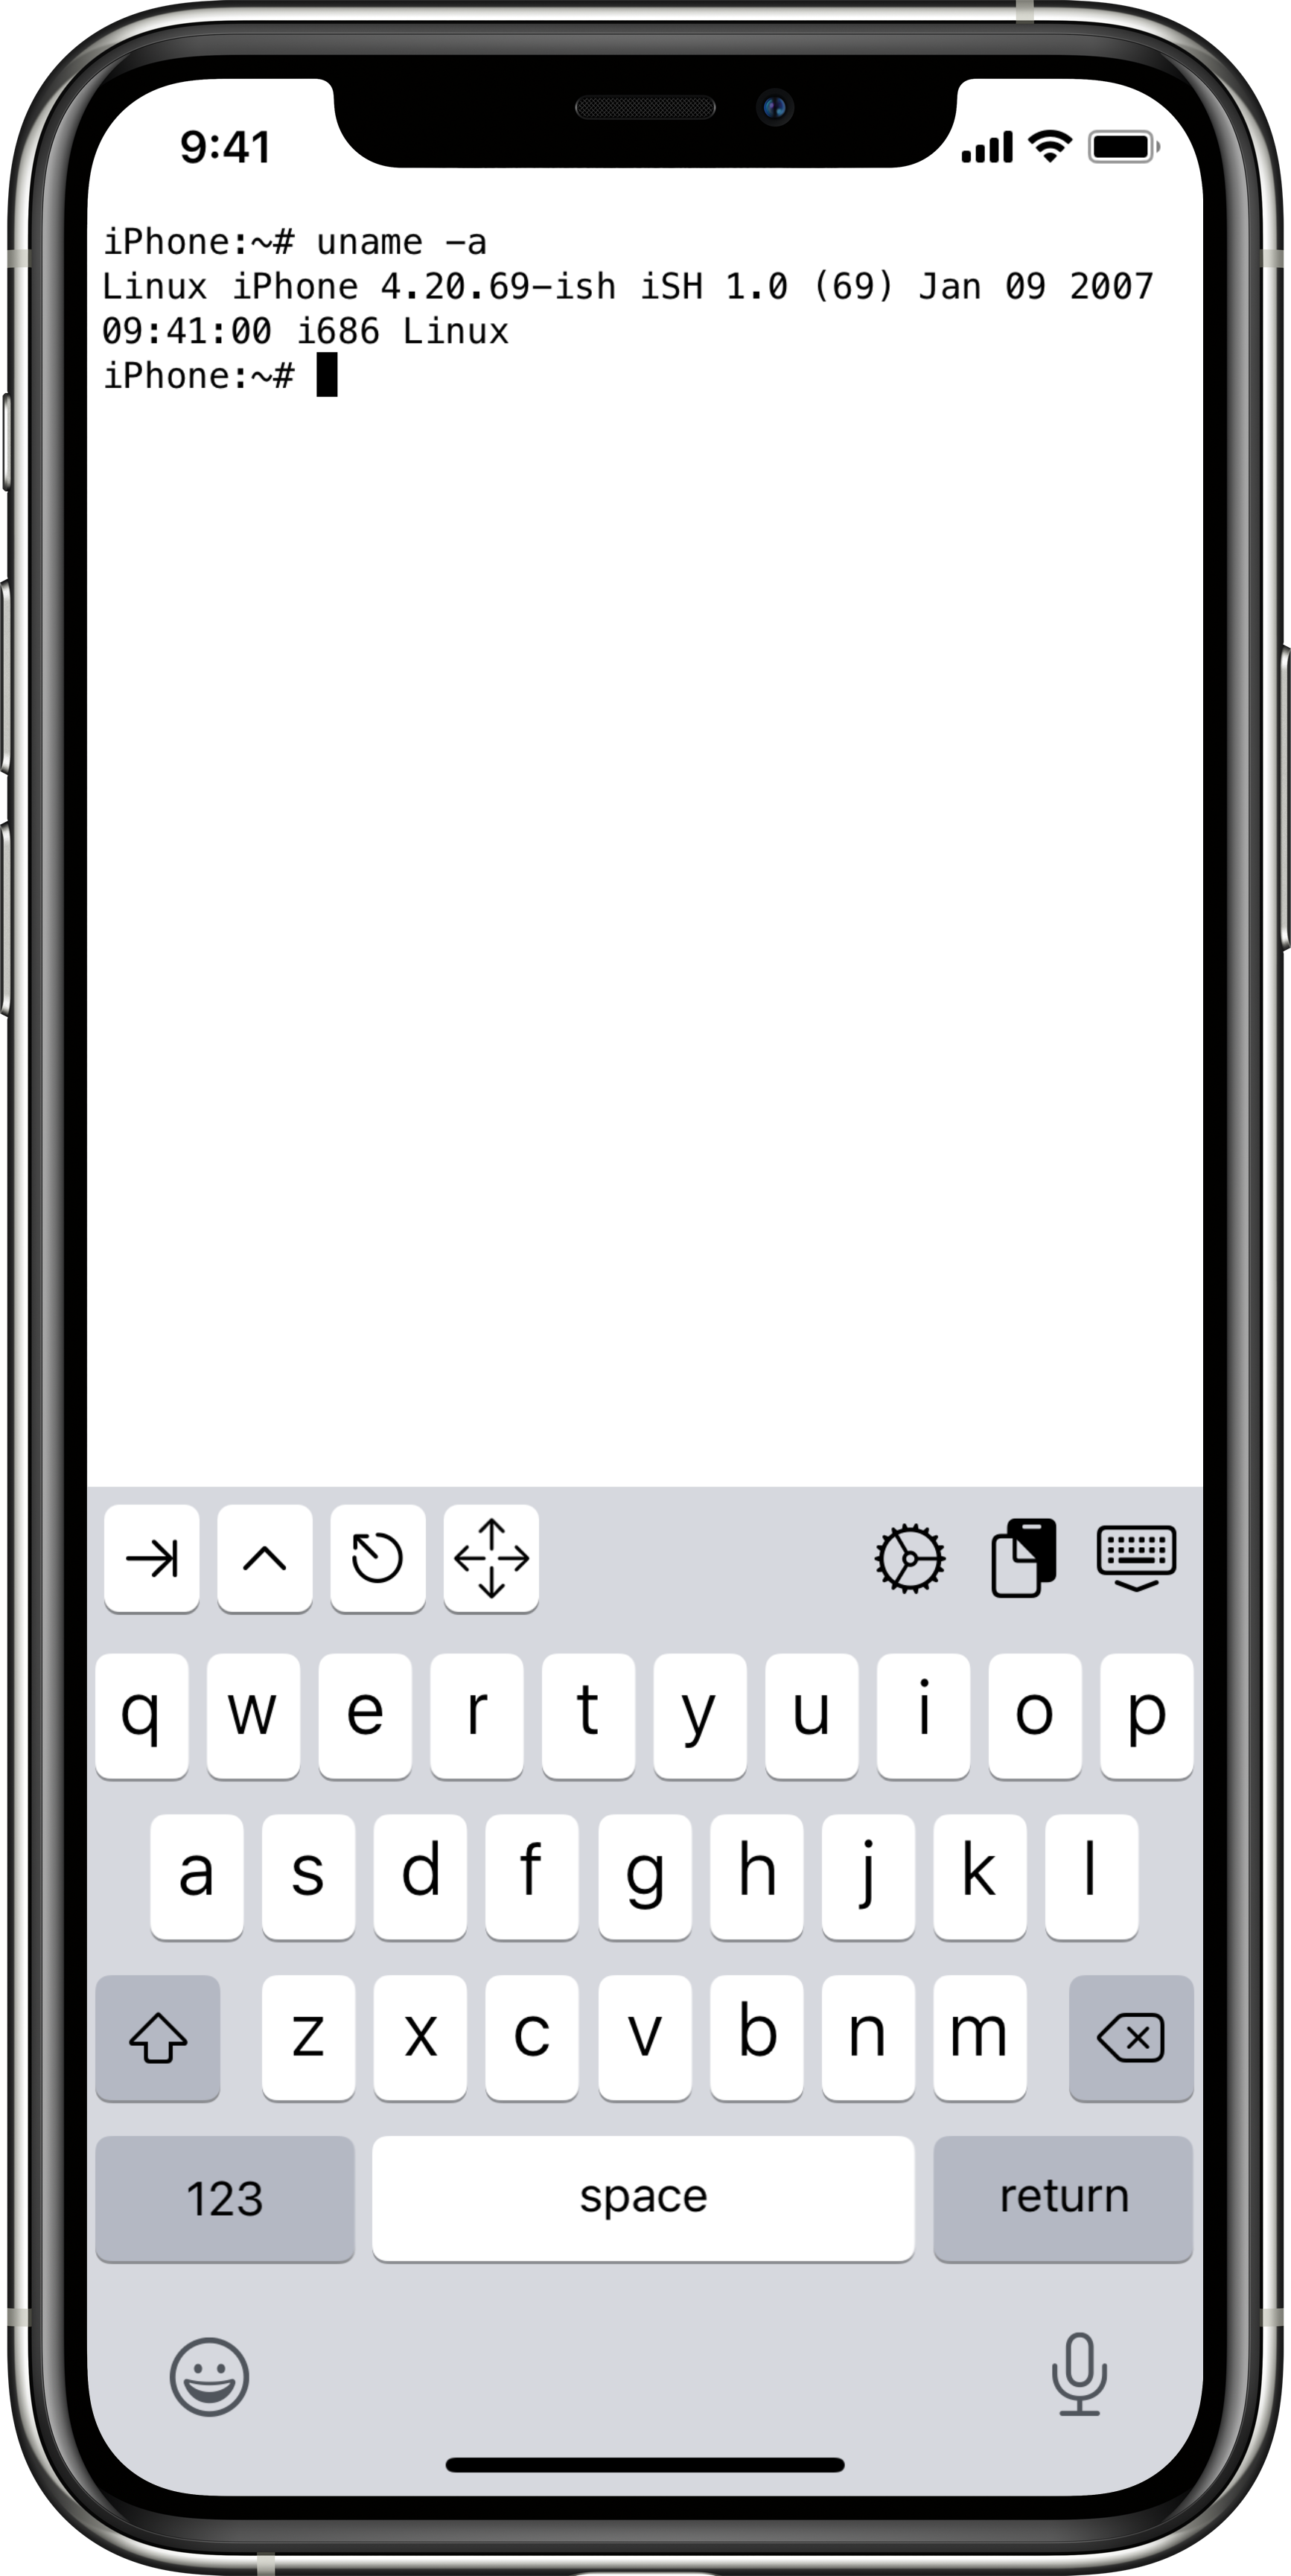 9:41
iPhone:~# uname -a
Linux iPhone 4.20.69-ish iSH 1.0 (69) Jan 09 2007
09:41:00 i686 Linux
iPhone:~#
q w e r t y u i o p
a s d f g h j k l
z x c v b n m
123 space return